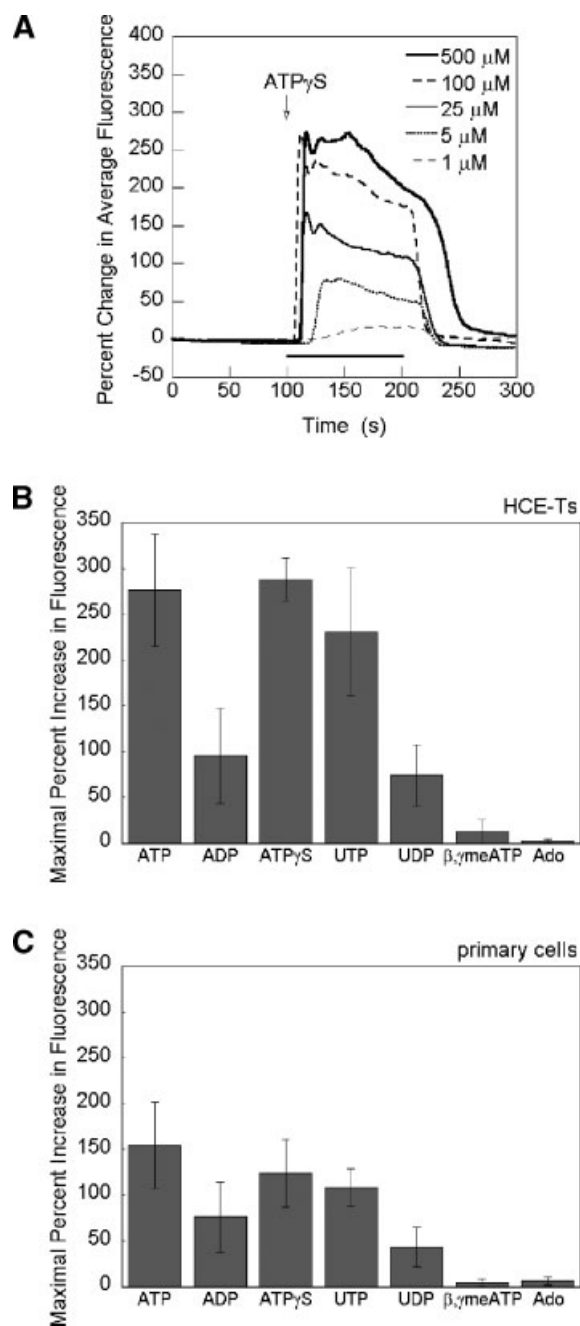 A
400
350
300
250
200
150
100
50
0
-50
Percent Change in Average Fluorescence
ATPγS
500 μM
100 μM
25 μM
5 μM
1 μM
0 50 100 150 200 250 300
Time (s)
B
HCE-Ts
350
300
250
200
150
100
50
0
Maximal Percent Increase in Fluorescence
ATP ADP ATPγS UTP UDP β,γmeATP Ado
C
primary cells
350
300
250
200
150
100
50
0
Maximal Percent Increase in Fluorescence
ATP ADP ATPγS UTP UDP β,γmeATP Ado